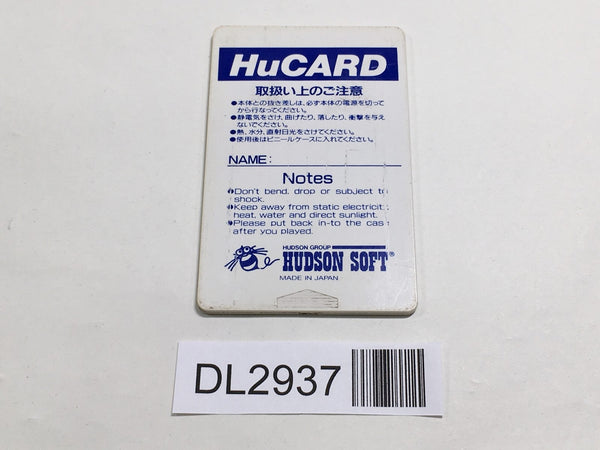 HuCARD
取扱い上のご注意
●本体との抜き差しは、必ず本体の電源を切って
から行なってください。
●静電気をさけ、曲げたり、落したり、衝撃を与え
ないでください。
●熱、水分、直射日光をさけてください。
●使用後はビニールケースに入れてください。
NAME:
Notes
●Don't bend, drop or subject to
shock.
●Keep away from static electricity,
heat, water and direct sunlight.
●Please put back in-to the case
after you played.
HUDSON GROUP
HUDSON SOFT®
MADE IN JAPAN
DL2937